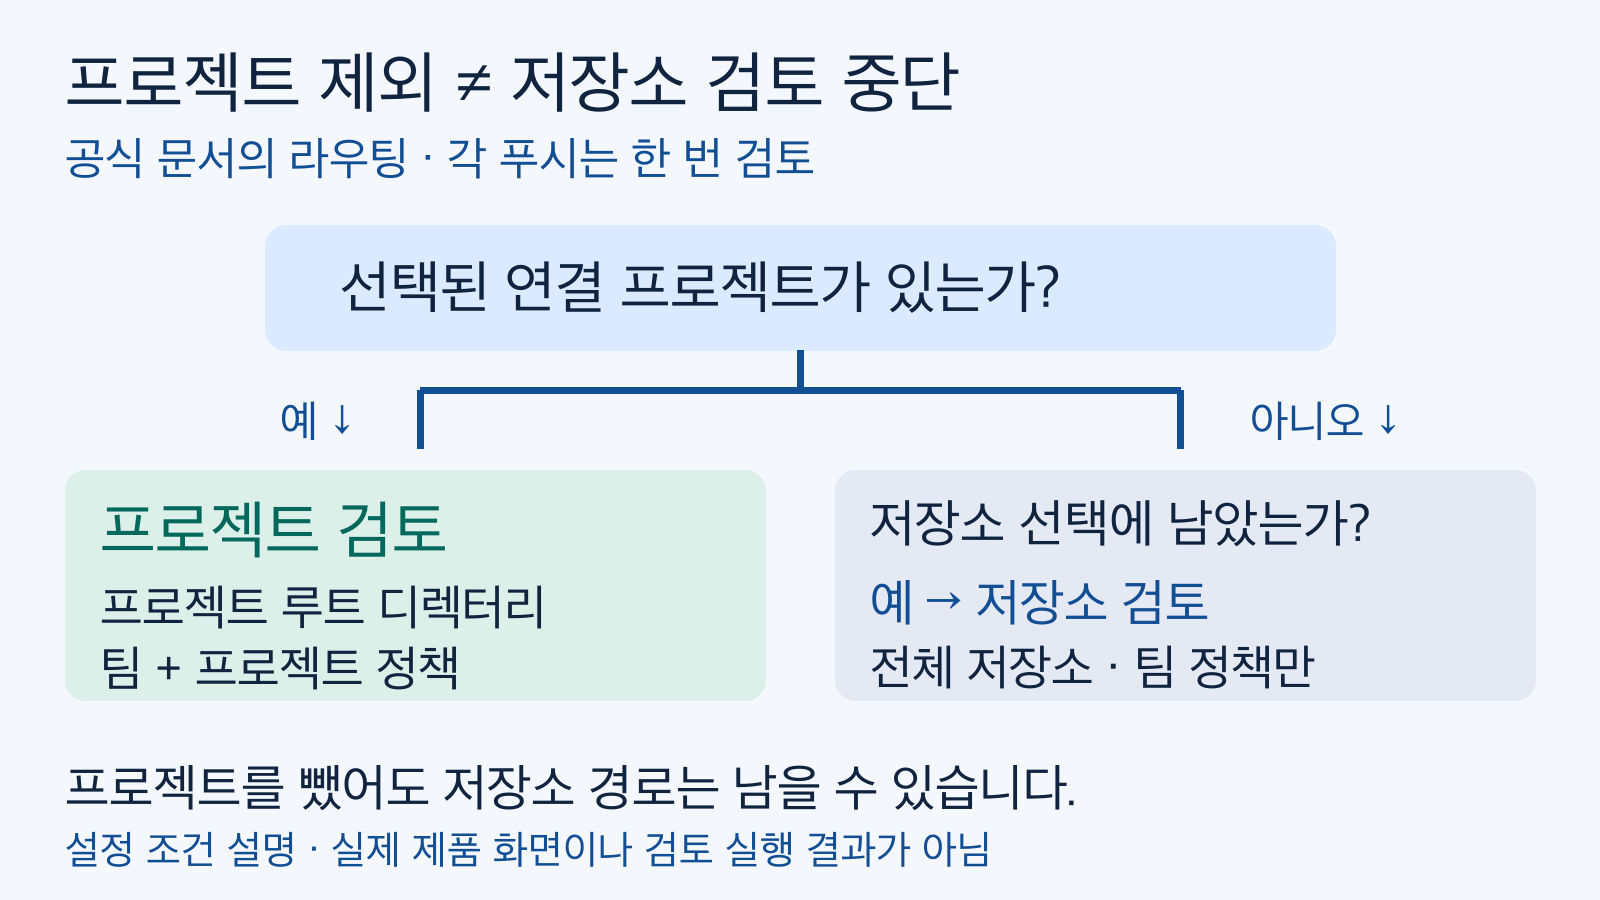 프로젝트 제외 ≠ 저장소 검토 중단
공식 문서의 라우팅 · 각 푸시는 한 번 검토
선택된 연결 프로젝트가 있는가?
예 ↓
아니오 ↓
프로젝트 검토
프로젝트 루트 디렉터리
팀 + 프로젝트 정책
저장소 선택에 남았는가?
예 → 저장소 검토
전체 저장소 · 팀 정책만
프로젝트를 뺐어도 저장소 경로는 남을 수 있습니다.
설정 조건 설명 · 실제 제품 화면이나 검토 실행 결과가 아님